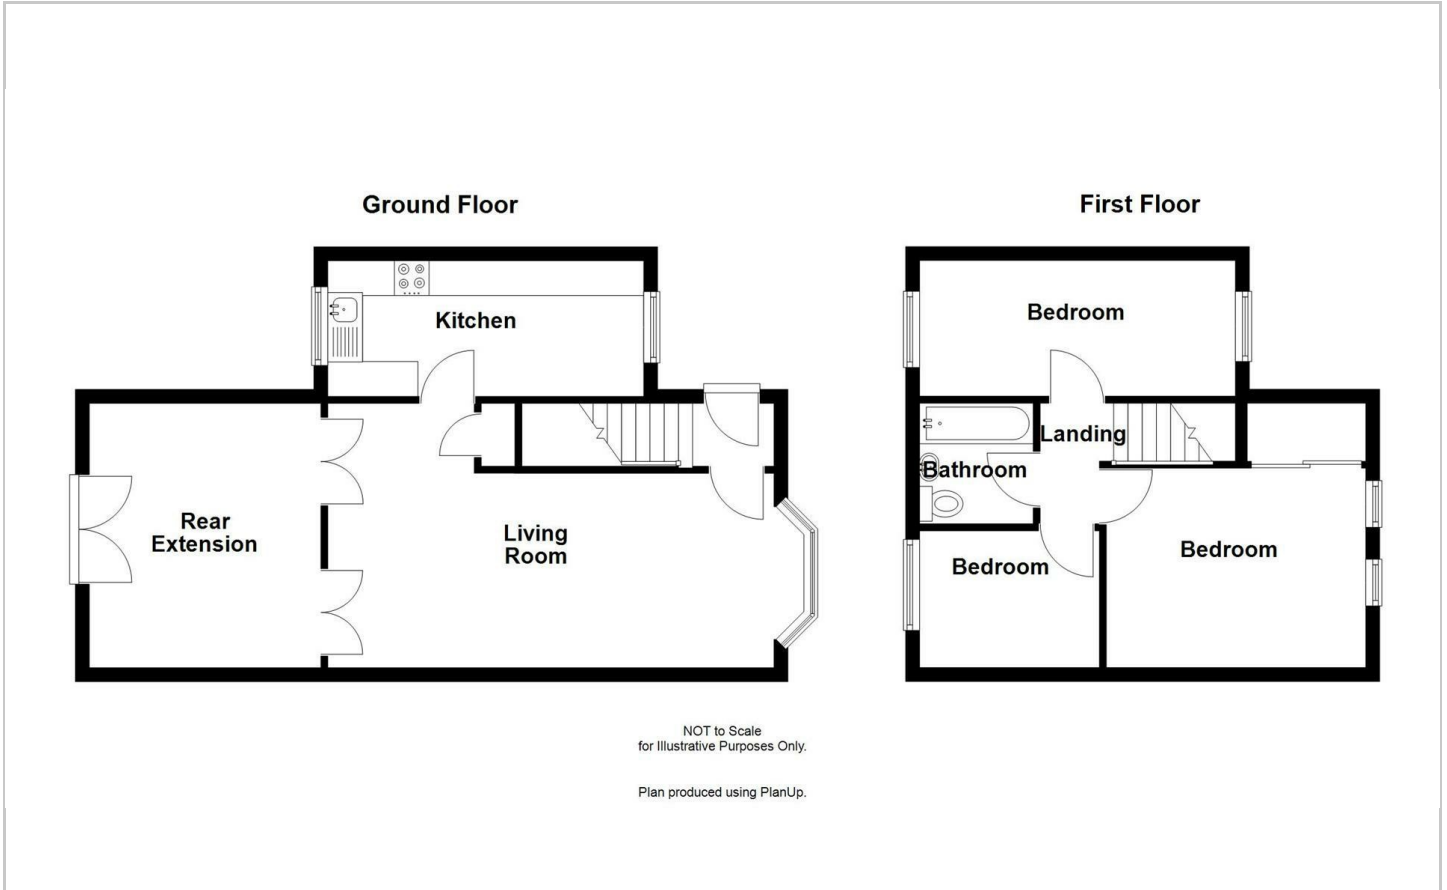 Ground Floor
Kitchen
Rear
Extension
Living
Room
First Floor
Bedroom
Landing
Bathroom
Bedroom
Bedroom
NOT to Scale
for Illustrative Purposes Only.
Plan produced using PlanUp.